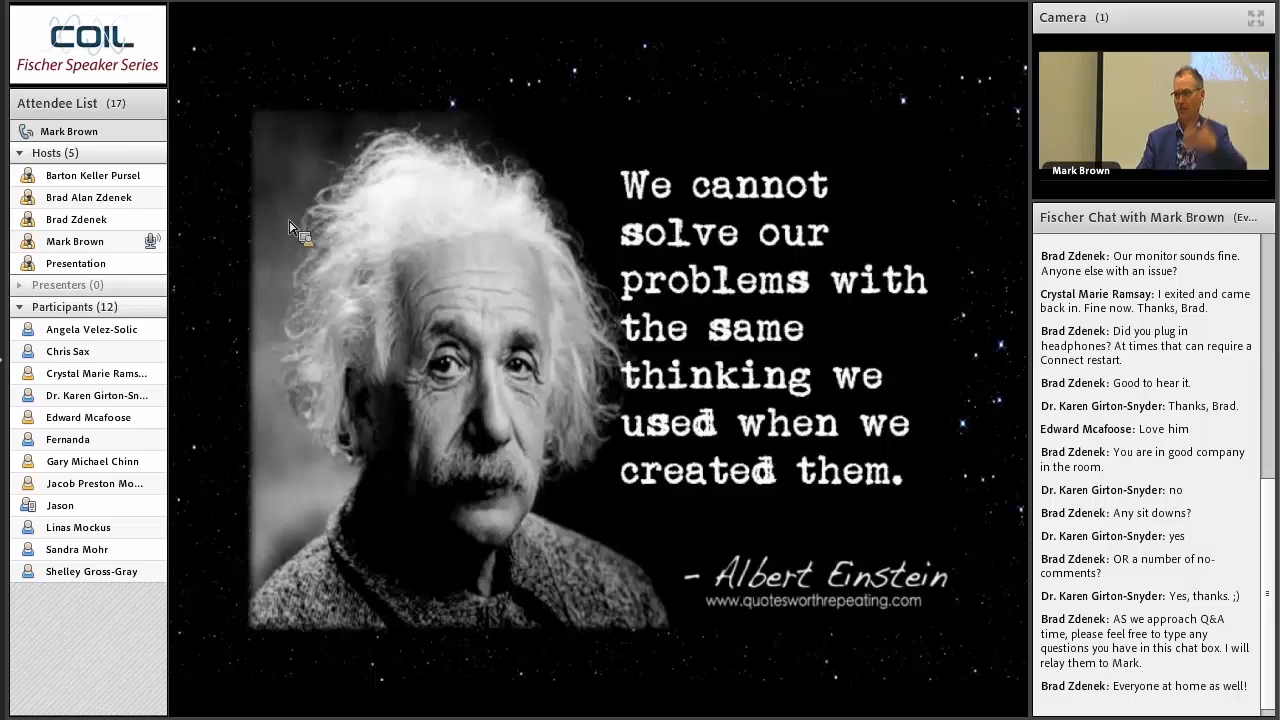 COIL
Fischer Speaker Series
Attendee List (17)
Mark Brown
Hosts (5)
Barton Keller Pursel
Brad Alan Zdenek
Brad Zdenek
Mark Brown
Presentation
Presenters (0)
Participants (12)
Angela Velez-Solic
Chris Sax
Crystal Marie Rams...
Dr. Karen Girton-Sn...
Edward Mcafoose
Fernanda
Gary Michael Chinn
Jacob Preston Mo...
Jason
Linas Mockus
Sandra Mohr
Shelley Gross-Gray
We cannot
solve our
problems with
the same
thinking we
used when we
created them.
– Albert Einstein
www.quotesworthrepeating.com
Camera (1)
Mark Brown
Fischer Chat with Mark Brown (Ev...
Brad Zdenek: Our monitor sounds fine.
Anyone else with an issue?
Crystal Marie Ramsay: I exited and came
back in. Fine now. Thanks, Brad.
Brad Zdenek: Did you plug in
headphones? At times that can require a
Connect restart.
Brad Zdenek: Good to hear it.
Dr. Karen Girton-Snyder: Thanks, Brad.
Edward Mcafoose: Love him
Brad Zdenek: You are in good company
in the room.
Dr. Karen Girton-Snyder: no
Brad Zdenek: Any sit downs?
Dr. Karen Girton-Snyder: yes
Brad Zdenek: OR a number of no-
comments?
Dr. Karen Girton-Snyder: Yes, thanks. ;)
Brad Zdenek: AS we approach Q&A
time, please feel free to type any
questions you have in this chat box. I will
relay them to Mark.
Brad Zdenek: Everyone at home as well!